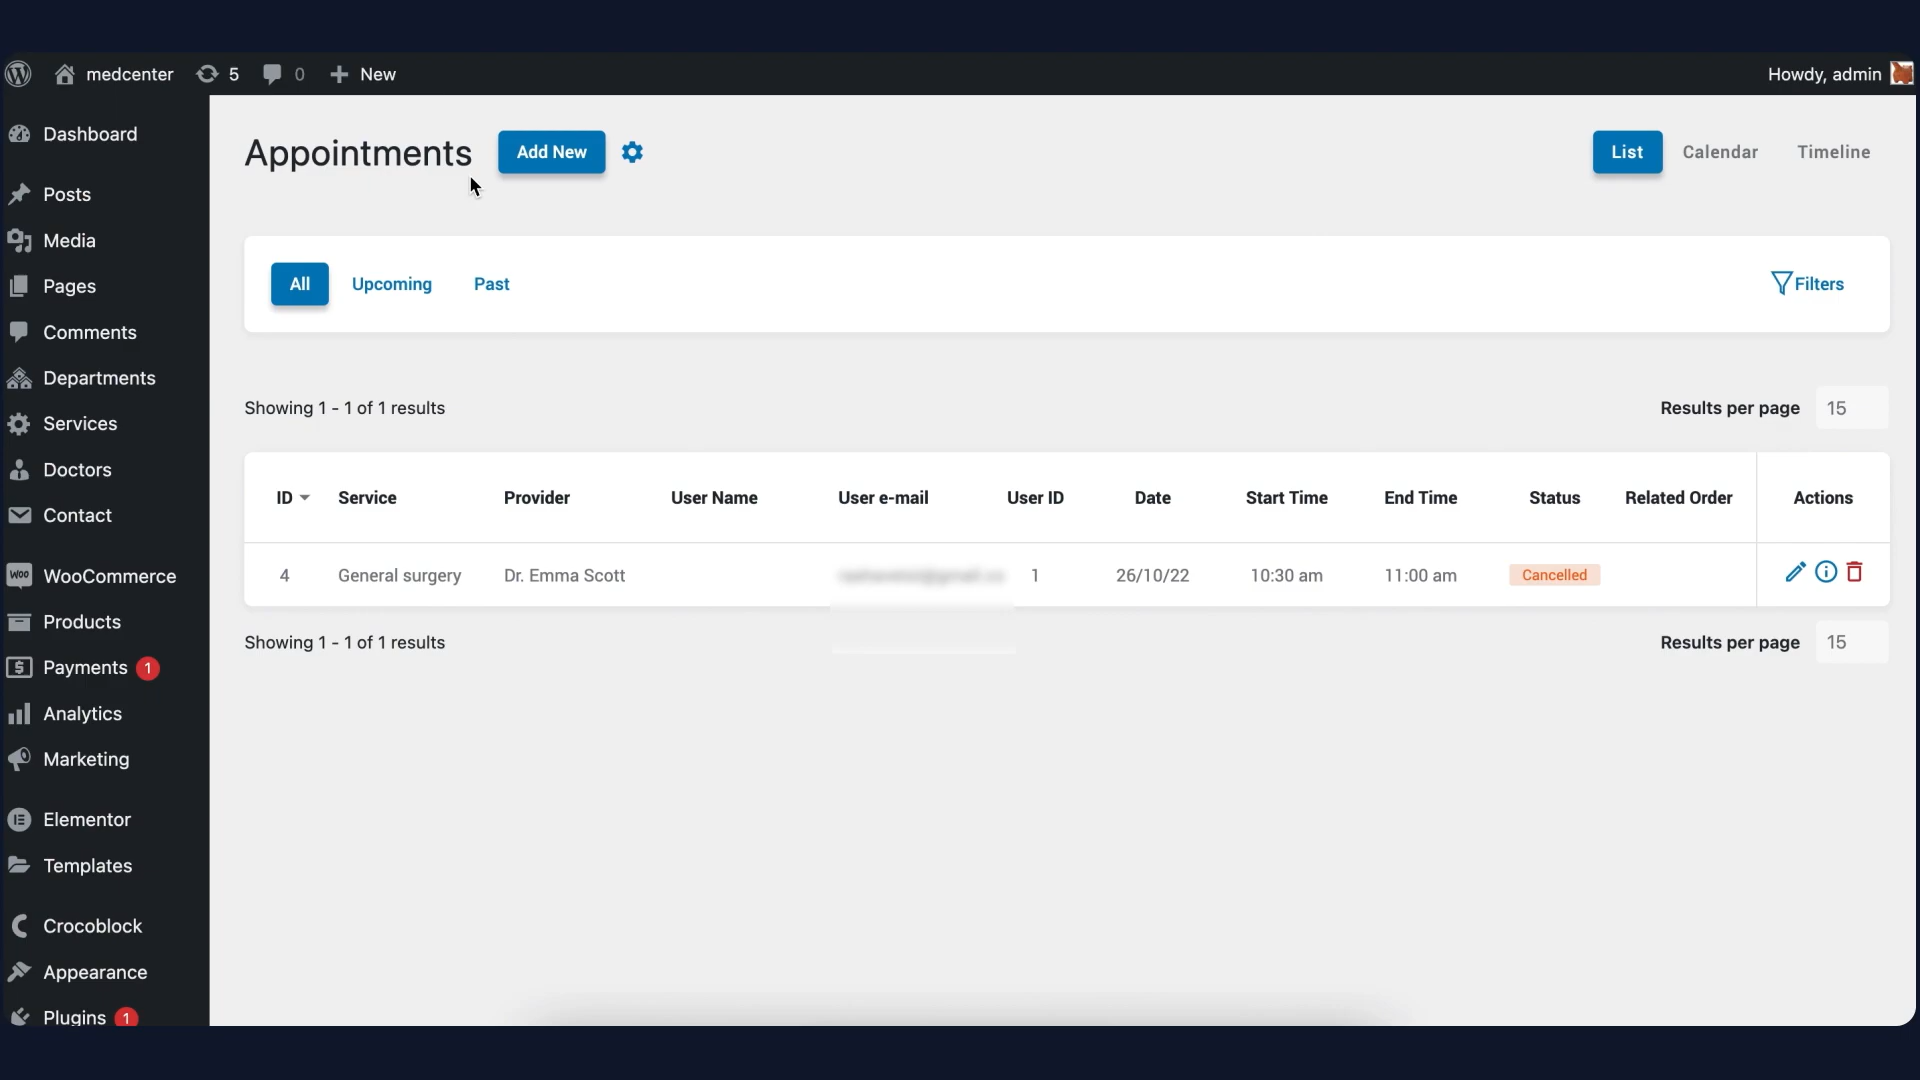 medcenter 5 0 New Howdy, admin
Dashboard
Posts
Media
Pages
Comments
Departments
Services
Doctors
Contact
WOO WooCommerce
Products
Payments 1
Analytics
Marketing
Elementor
Templates
Crocoblock
Appearance
Plugins 1
Appointments Add New List Calendar Timeline
All Upcoming Past Filters
Showing 1 - 1 of 1 results Results per page 15
ID Service Provider User Name User e-mail User ID Date Start Time End Time Status Related Order Actions
4 General surgery Dr. Emma Scott 1 26/10/22 10:30 am 11:00 am Cancelled
Showing 1 - 1 of 1 results Results per page 15